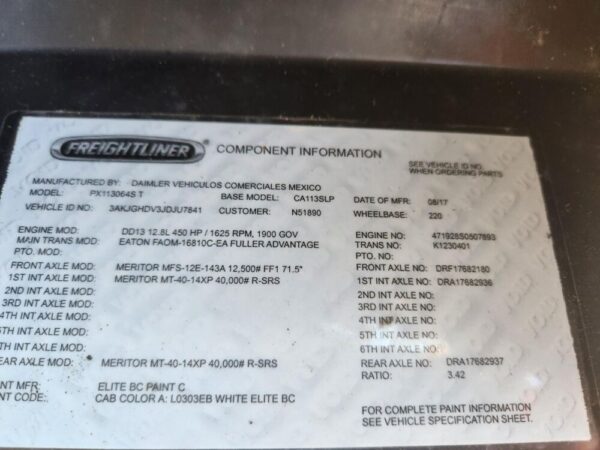 FREIGHTLINER COMPONENT INFORMATION
SEE VEHICLE ID NO.
WHEN ORDERING PARTS
MANUFACTURED BY: DAIMLER VEHICULOS COMERCIALES MEXICO
MODEL: PX113064S T BASE MODEL: CA113SLP DATE OF MFR: 08/17
VEHICLE ID NO: 3AKJGHDV3JDJU7841 CUSTOMER: N51890 WHEELBASE: 220
ENGINE MOD: DD13 12.8L 450 HP / 1625 RPM, 1900 GOV ENGINE NO: 471928S0507893
MAIN TRANS MOD: EATON FAOM-16810C-EA FULLER ADVANTAGE TRANS NO: K1230401
PTO. MOD: PTO. NO:
FRONT AXLE MOD: MERITOR MFS-12E-143A 12,500# FF1 71.5" FRONT AXLE NO: DRF17682180
1ST INT AXLE MOD: MERITOR MT-40-14XP 40,000# R-SRS 1ST INT AXLE NO: DRA17682936
2ND INT AXLE MOD: 2ND INT AXLE NO:
3RD INT AXLE MOD: 3RD INT AXLE NO:
4TH INT AXLE MOD: 4TH INT AXLE NO:
5TH INT AXLE MOD: 5TH INT AXLE NO:
6TH INT AXLE MOD: 6TH INT AXLE NO:
REAR AXLE MOD: MERITOR MT-40-14XP 40,000# R-SRS REAR AXLE NO: DRA17682937
RATIO: 3.42
NT MFR: ELITE BC PAINT C
NT CODE: CAB COLOR A: L0303EB WHITE ELITE BC
FOR COMPLETE PAINT INFORMATION
SEE VEHICLE SPECIFICATION SHEET.